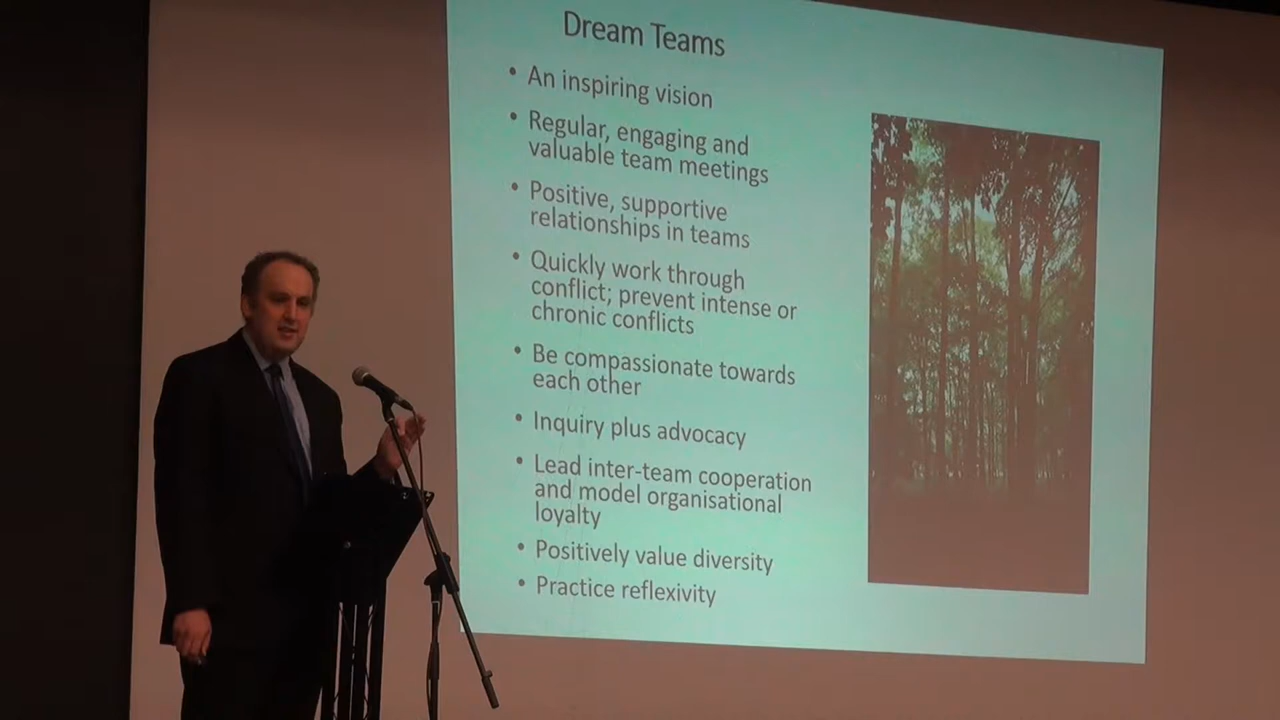 Dream Teams
• An inspiring vision
• Regular, engaging and
valuable team meetings
• Positive, supportive
relationships in teams
• Quickly work through
conflict; prevent intense or
chronic conflicts
• Be compassionate towards
each other
• Inquiry plus advocacy
• Lead inter-team cooperation
and model organisational
loyalty
• Positively value diversity
• Practice reflexivity